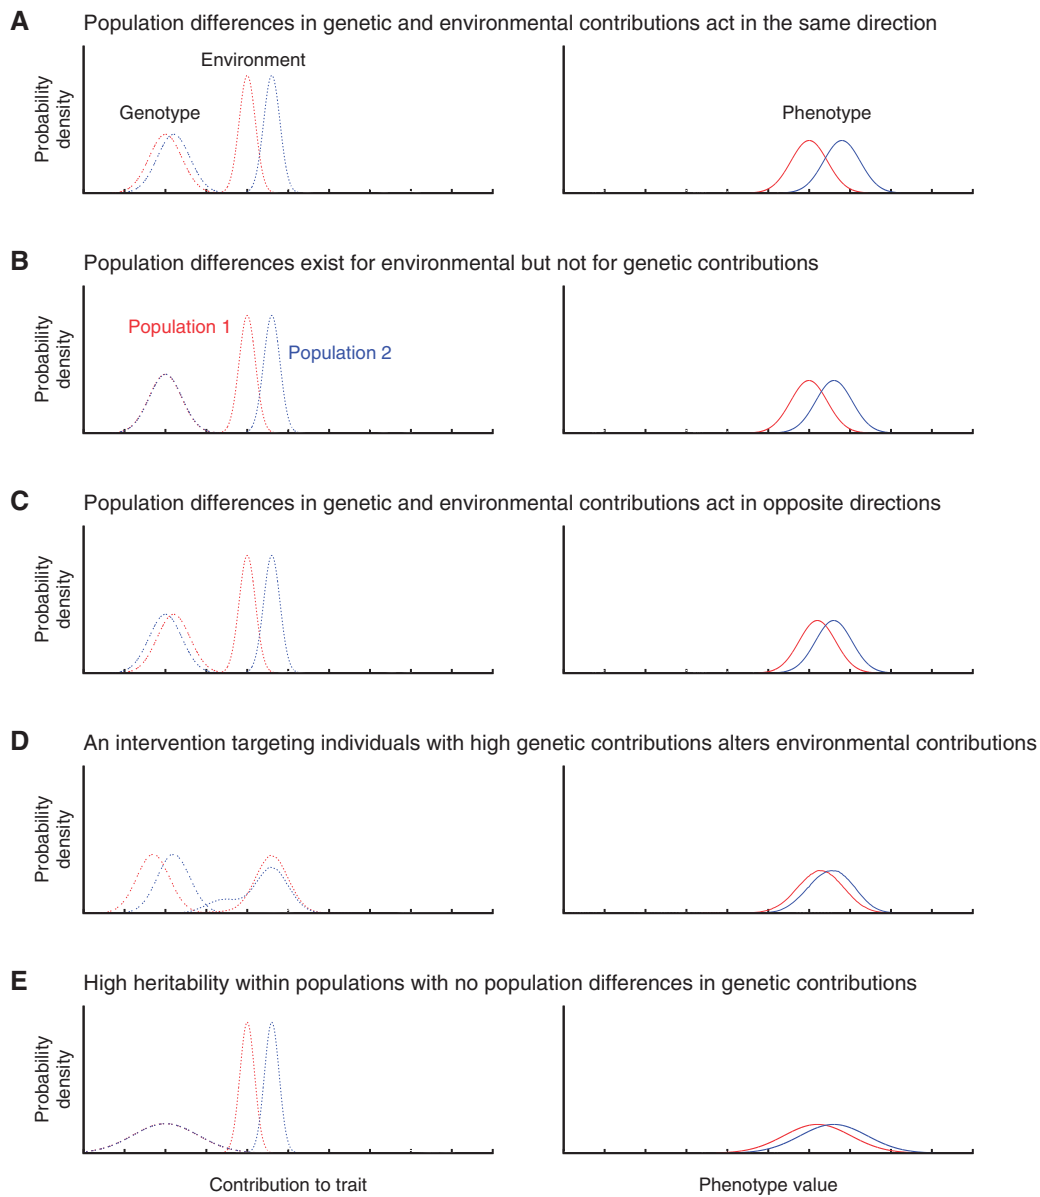 A Population differences in genetic and environmental contributions act in the same direction
Environment
Genotype
Phenotype
Probability
density
B Population differences exist for environmental but not for genetic contributions
Population 1
Population 2
Probability
density
C Population differences in genetic and environmental contributions act in opposite directions
Probability
density
D An intervention targeting individuals with high genetic contributions alters environmental contributions
Probability
density
E High heritability within populations with no population differences in genetic contributions
Probability
density
Contribution to trait
Phenotype value